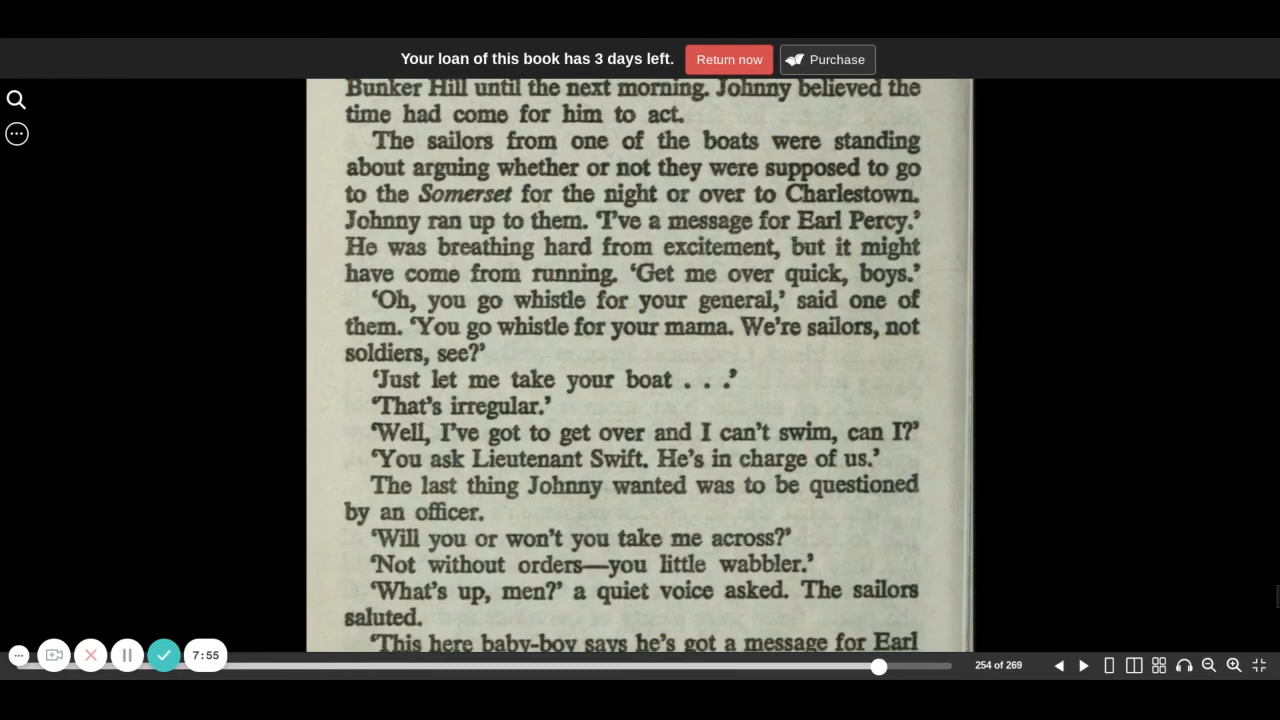 Your loan of this book has 3 days left. Return now Purchase
Bunker Hill until the next morning. Johnny believed the
time had come for him to act.
The sailors from one of the boats were standing
about arguing whether or not they were supposed to go
to the Somerset for the night or over to Charlestown.
Johnny ran up to them. ‘I’ve a message for Earl Percy.’
He was breathing hard from excitement, but it might
have come from running. ‘Get me over quick, boys.’
‘Oh, you go whistle for your general,’ said one of
them. ‘You go whistle for your mama. We’re sailors, not
soldiers, see?’
‘Just let me take your boat . . .’
‘That’s irregular.’
‘Well, I’ve got to get over and I can’t swim, can I?’
‘You ask Lieutenant Swift. He’s in charge of us.’
The last thing Johnny wanted was to be questioned
by an officer.
‘Will you or won’t you take me across?’
‘Not without orders—you little wabbler.’
‘What’s up, men?’ a quiet voice asked. The sailors
saluted.
‘This here baby-boy says he’s got a message for Earl
7:55
254 of 269